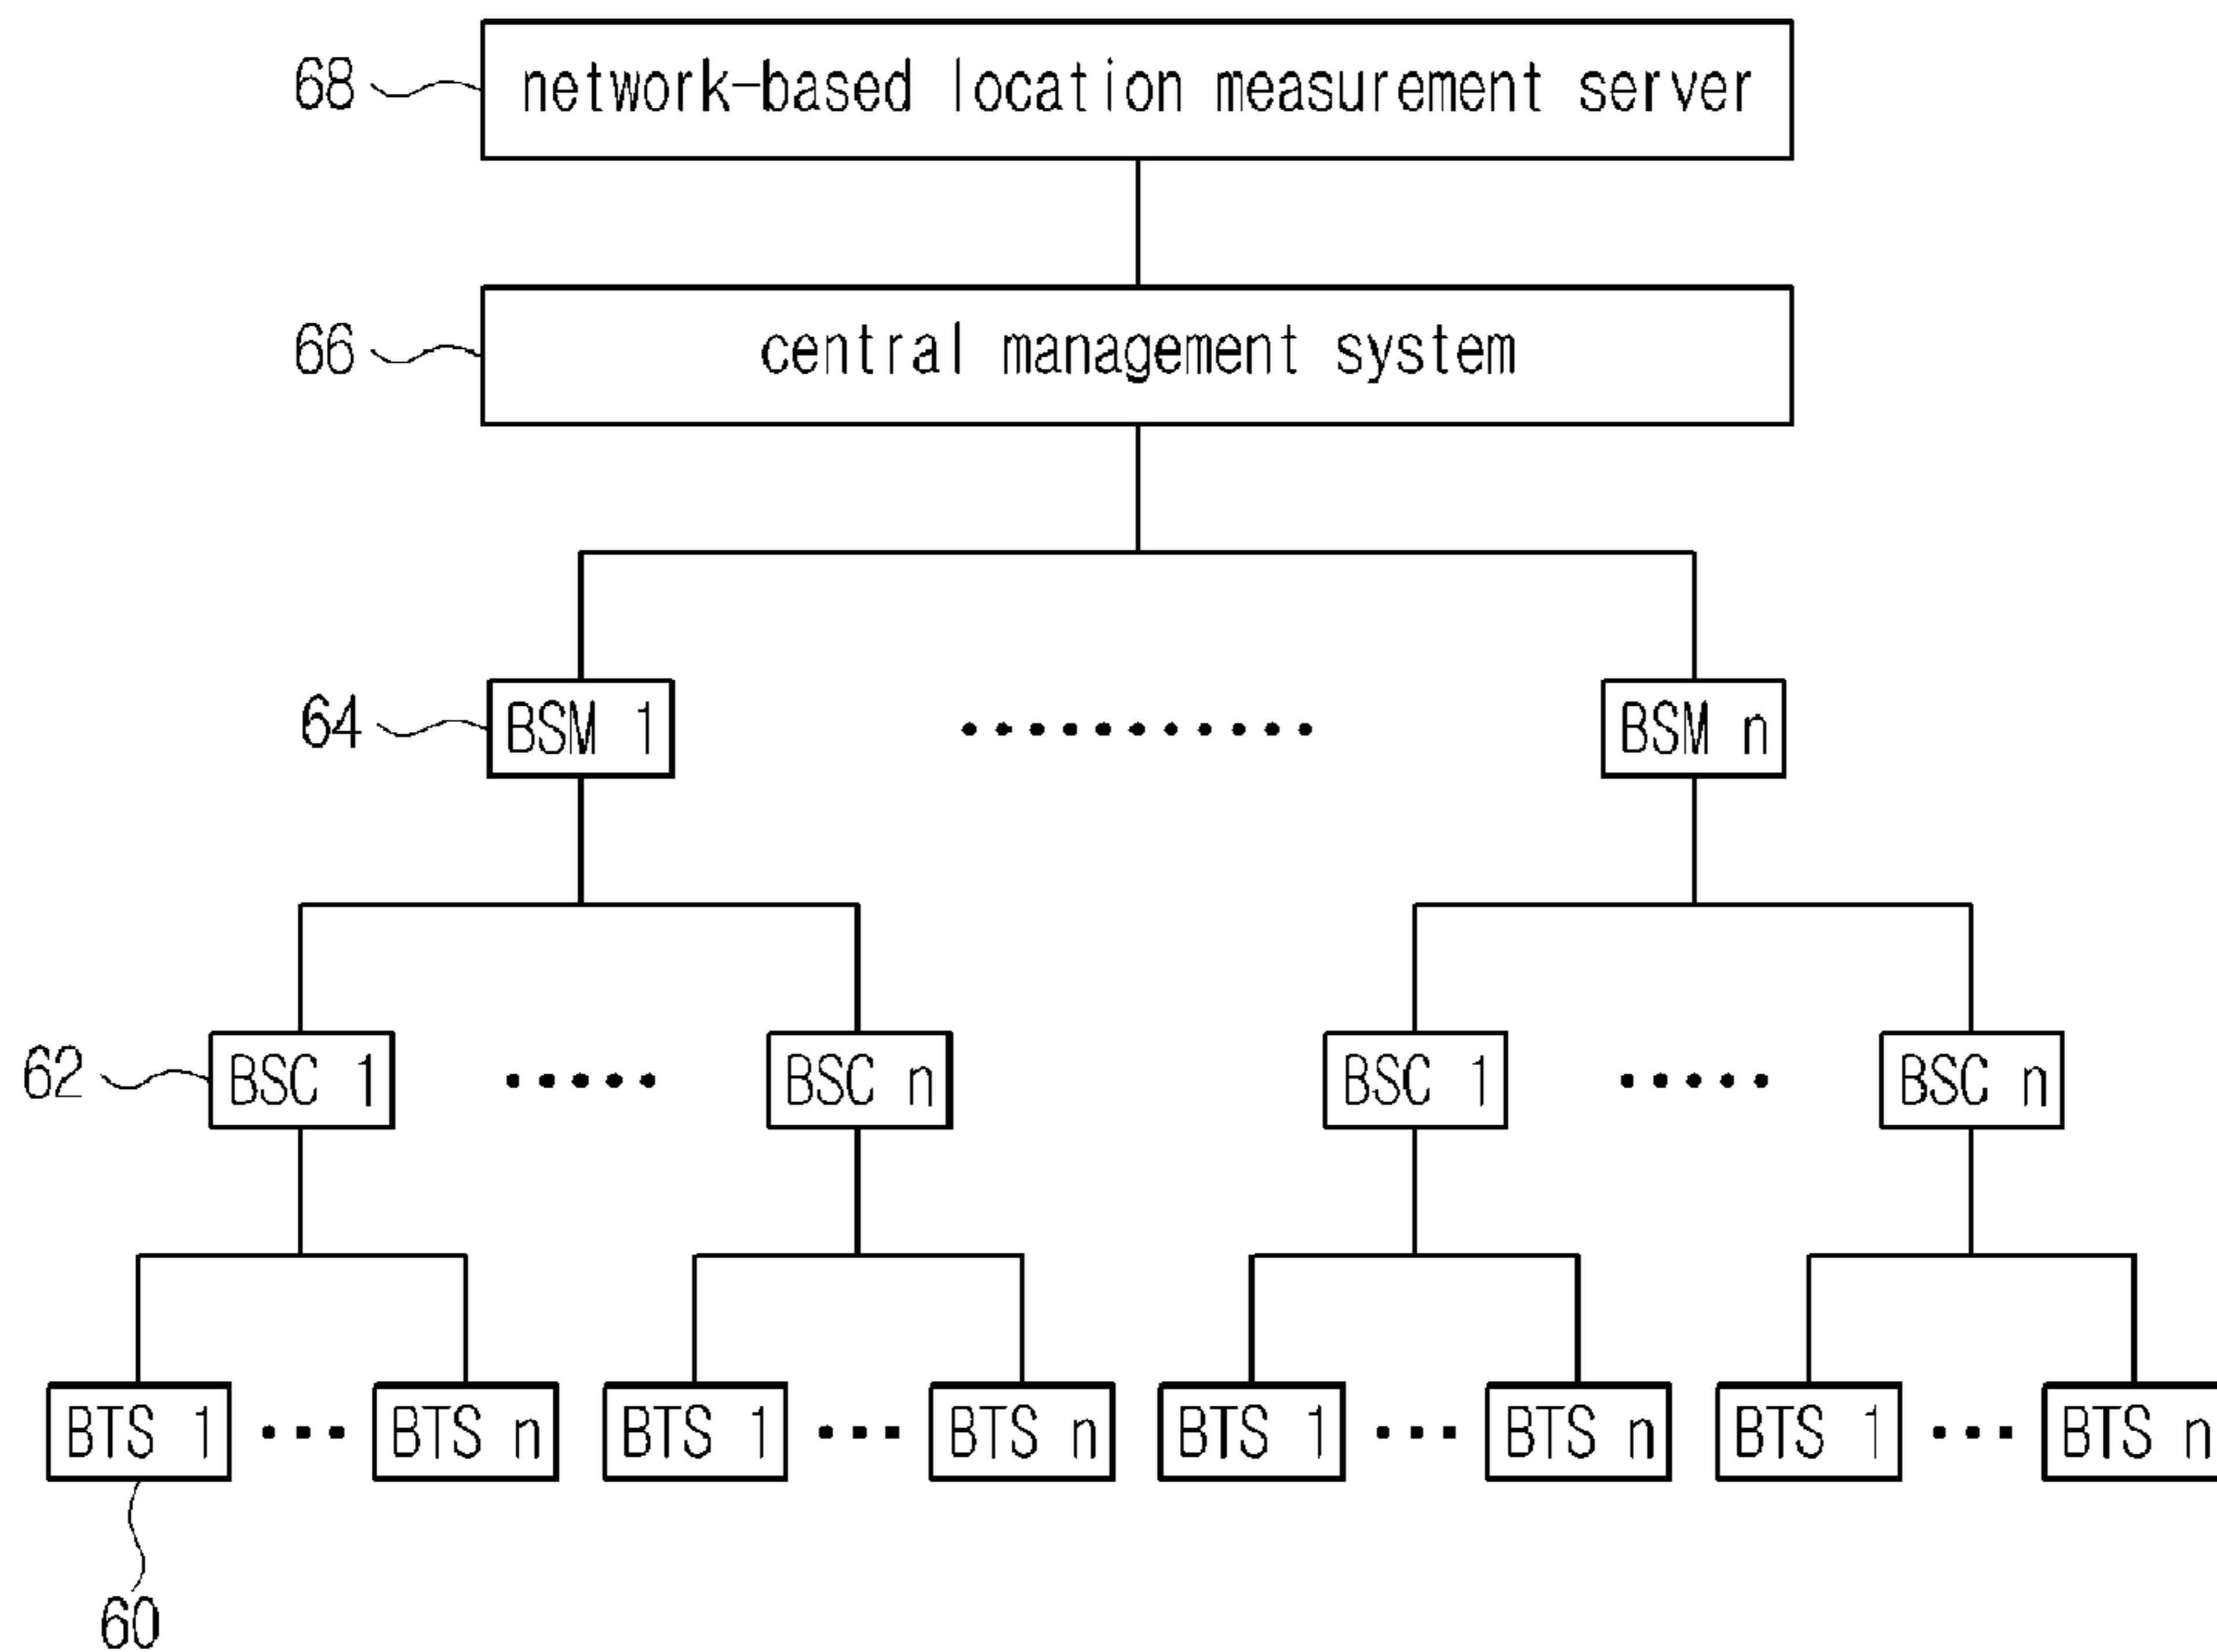 68 network-based location measurement server
66 central management system
64 BSM 1 ........... BSM n
62 BSC 1 ..... BSC n BSC 1 ..... BSC n
BTS 1 ... BTS n BTS 1 ... BTS n BTS 1 ... BTS n BTS 1 ... BTS n
60